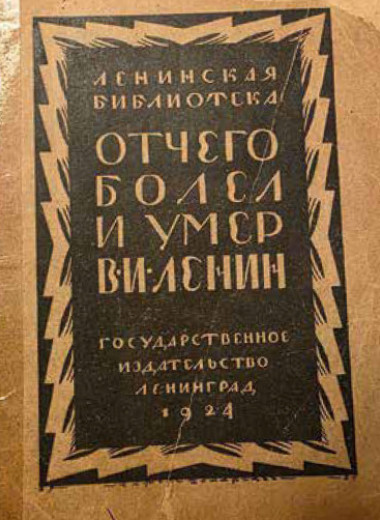 ЛЕНИНСКАЯ
БИБЛИОТЕКА
ОТЧЕГО
БОЛЕЛ
И УМЕР
В·И·ЛЕНИН
ГОСУДАРСТВЕННОЕ
ИЗДАТЕЛЬСТВО
ЛЕНИНГРАД
1924